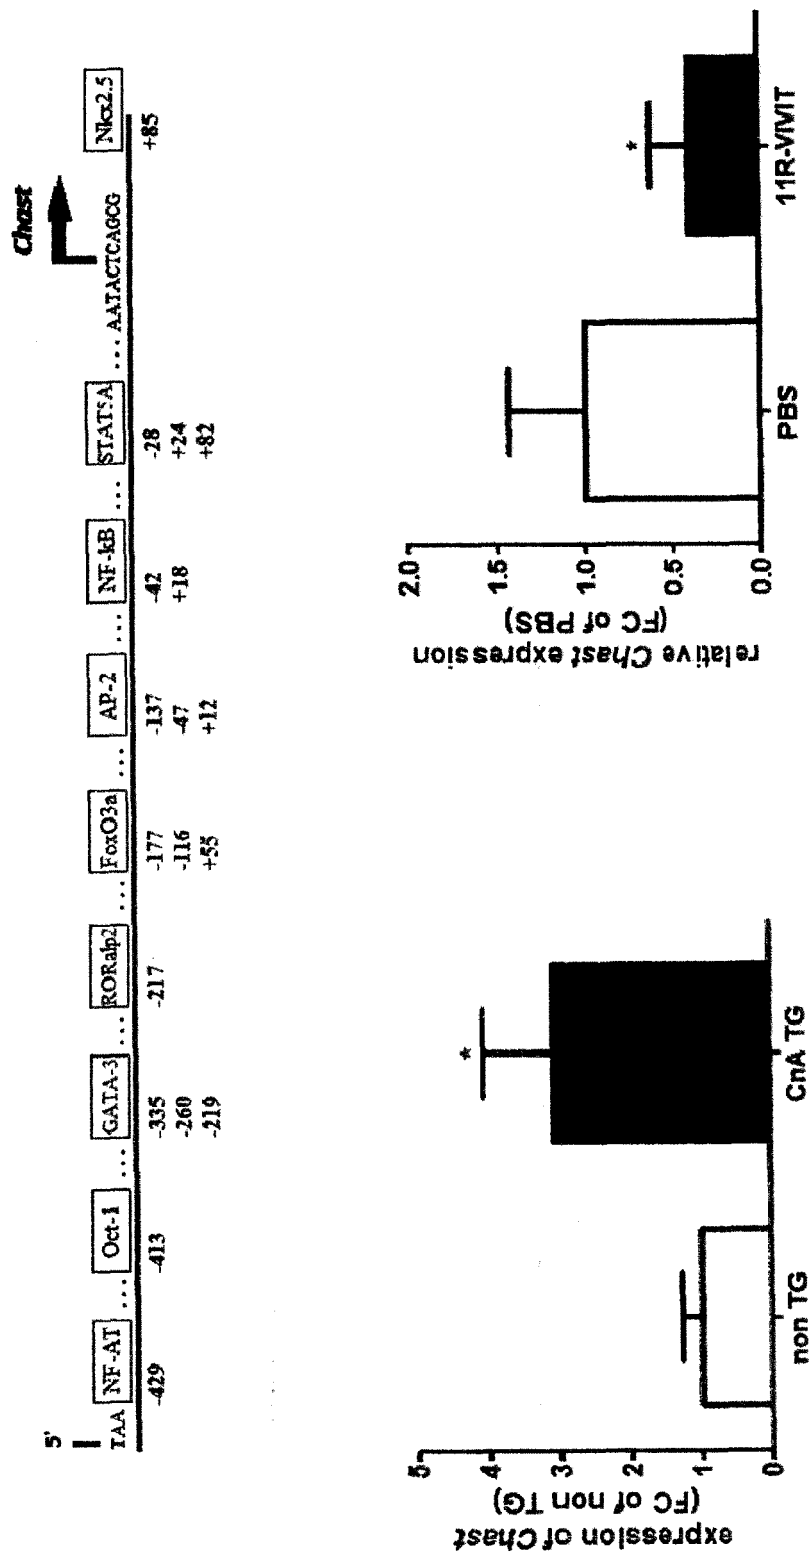 5'
Chast
TAA NF-AT ... Oct-1 ... GATA-3 ... RORalp2 ... FoxO3a ... AP-2 ... NF-kB ... STAT5A ... AATACTCAGCG Nkx2.5
-429 -413 -335 -217 -177 -137 -42 -28 +85
-260 -116 -47 +18 +24
-219 +55 +12 +82
expression of Chast
(FC of non TG)
5
4
3
2
1
0
*
non TG CnA TG
relative Chast expression
(FC of PBS)
2.0
1.5
1.0
0.5
0.0
*
PBS 11R-VIVIT